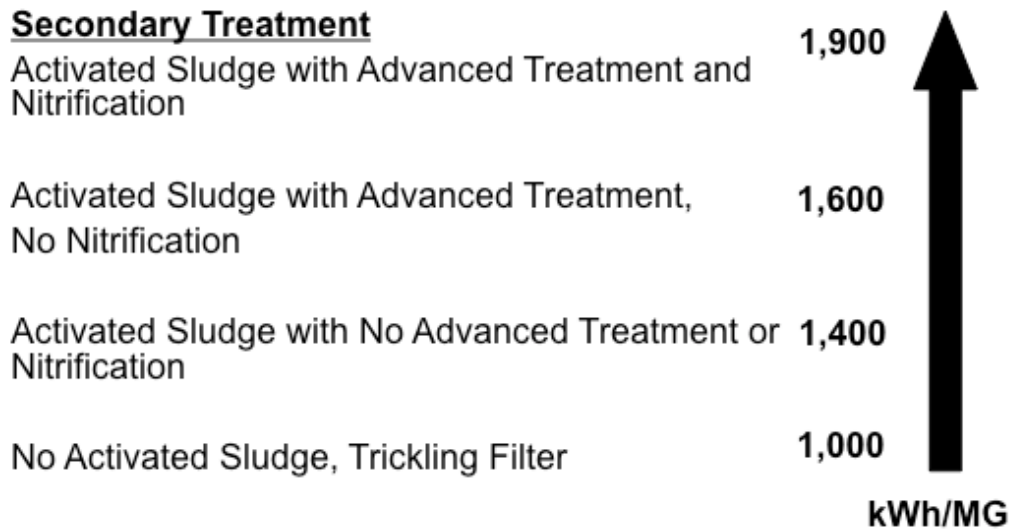 Secondary Treatment
1,900
Activated Sludge with Advanced Treatment and
Nitrification
Activated Sludge with Advanced Treatment,
1,600
No Nitrification
Activated Sludge with No Advanced Treatment or
1,400
Nitrification
No Activated Sludge, Trickling Filter
1,000
kWh/MG